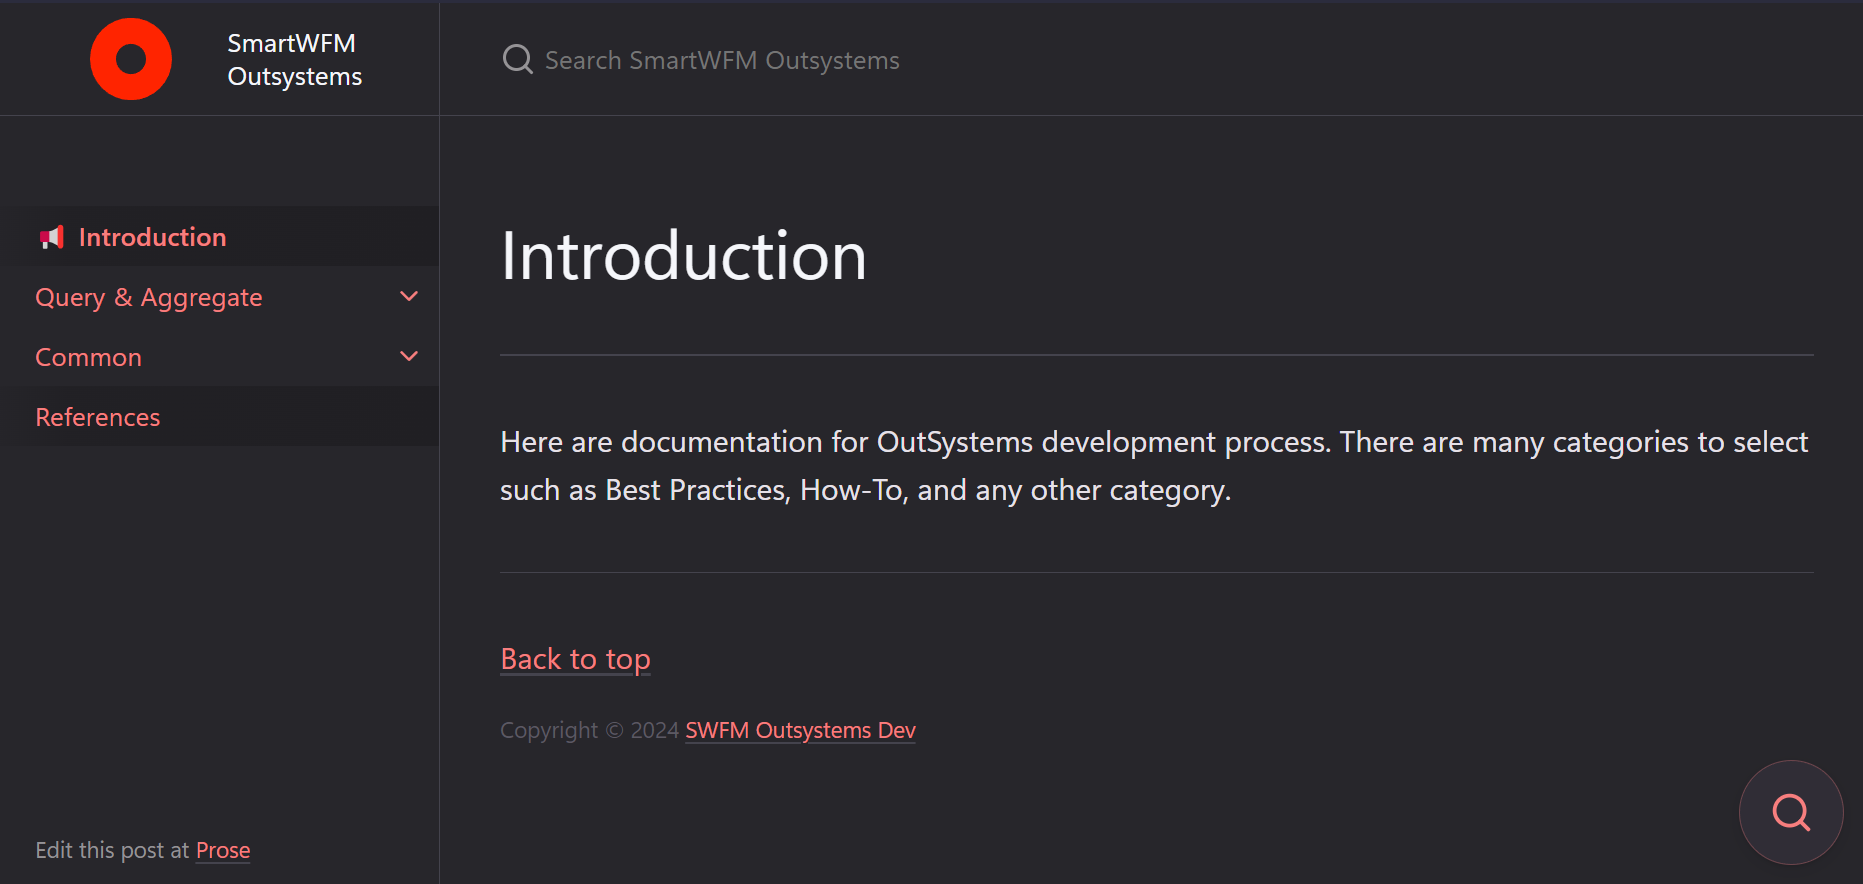 SmartWFM
Outsystems
Search SmartWFM Outsystems
Introduction
Query & Aggregate
Common
References
Edit this post at Prose
Introduction
Here are documentation for OutSystems development process. There are many categories to select
such as Best Practices, How-To, and any other category.
Back to top
Copyright © 2024 SWFM Outsystems Dev